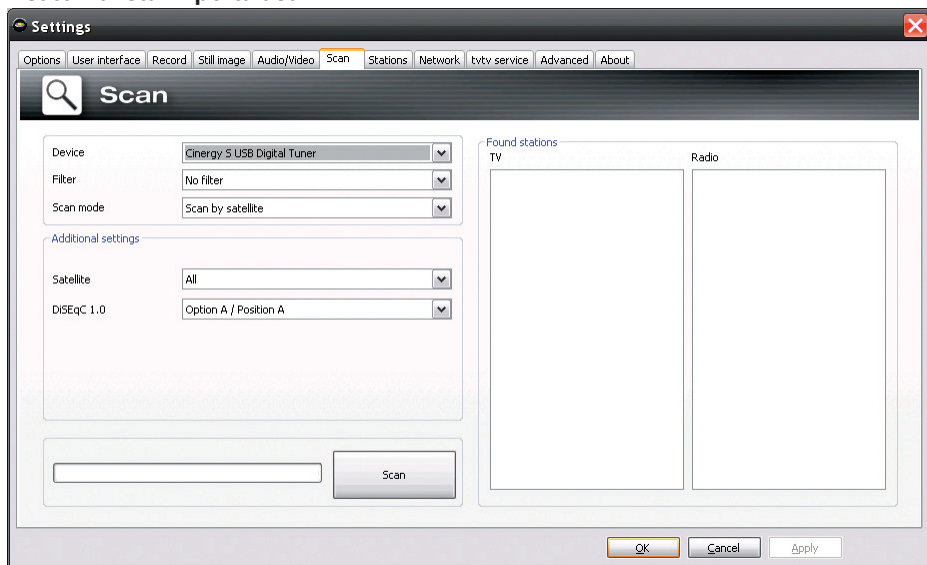 Settings
Options User interface Record Still image Audio/Video Scan Stations Network tvtv service Advanced About
Scan
Device Cinergy S USB Digital Tuner
Filter No filter
Scan mode Scan by satellite
Additional settings
Satellite All
DiSEqC 1.0 Option A / Position A
Scan
Found stations
TV Radio
OK Cancel Apply